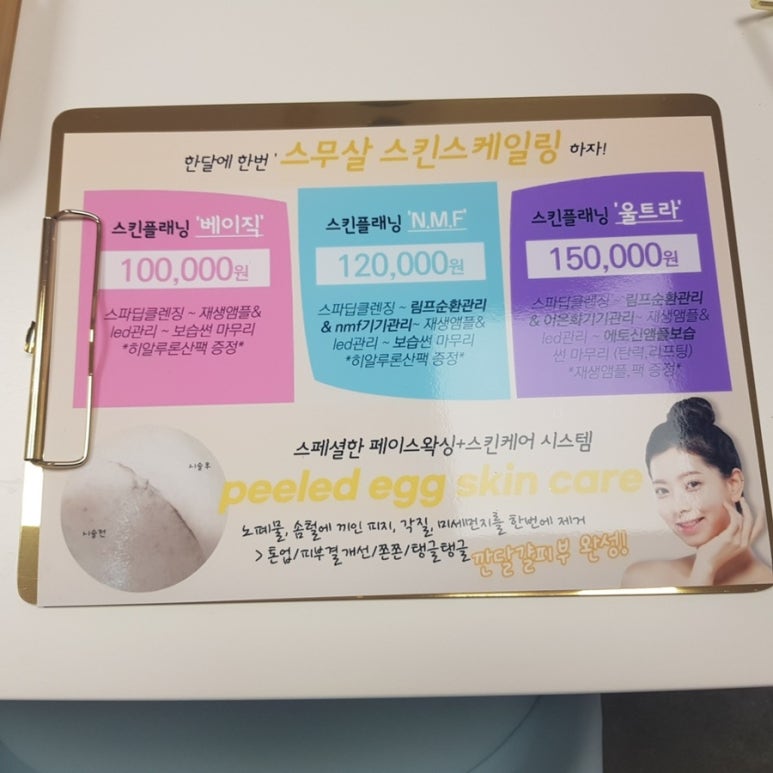 한달에 한번 '스무살 스킨스케일링 하자!
스킨플래닝 '베이직'
100,000원
스파딥클렌징 ~ 재생앰플&
led관리 ~ 보습썬 마무리
*히알루론산팩 증정*
스킨플래닝 'N.M.F'
120,000원
스파딥클렌징 ~ 림프순환관리
& nmf기기관리~ 재생앰플&
led관리 ~ 보습썬 마무리
*히알루론산팩 증정*
스킨플래닝 '울트라'
150,000원
스파딥클렌징 ~ 림프순환관리
& 이온화기기관리~ 재생앰플&
led관리 ~ 에토신앰플보습
썬 마무리 (탄력,리프팅)
*재생앰플,팩 증정*
스페셜한 페이스왁싱+스킨케어 시스템
peeled egg skin care
노폐물, 솜털에 끼인 피지, 각질, 미세먼지를 한번에 제거
> 톤업/피부결개선/쫀쫀/탱글탱글 깐달걀피부 완성!
시술후
시술전